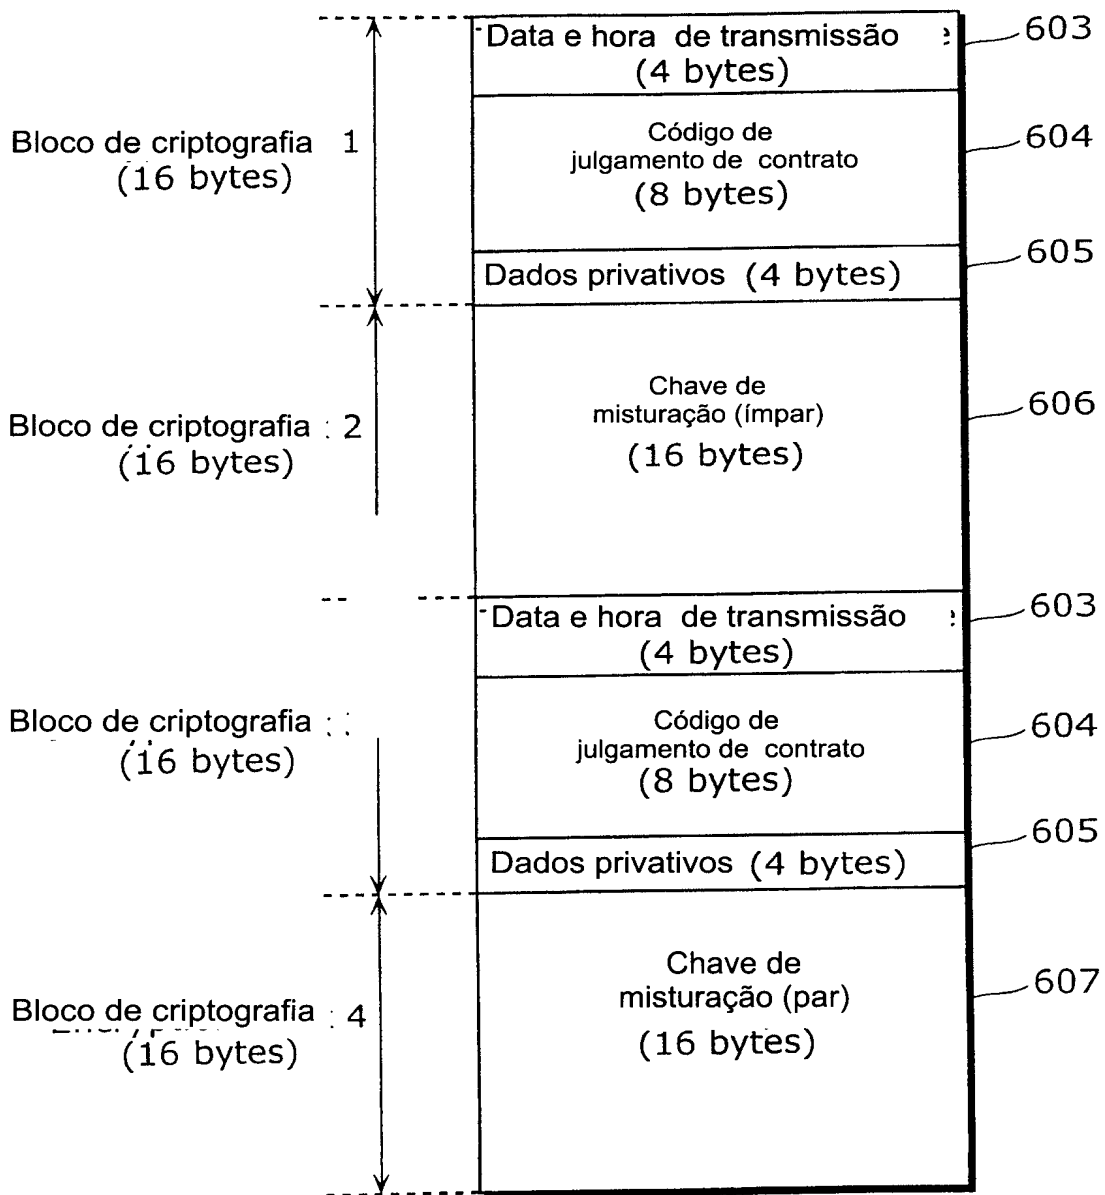 Data e hora de transmissão
(4 bytes)
603
Bloco de criptografia 1
(16 bytes)
Código de
julgamento de contrato
(8 bytes)
604
Dados privativos (4 bytes)
605
Bloco de criptografia : 2
(16 bytes)
Chave de
misturação (ímpar)
(16 bytes)
606
Data e hora de transmissão
(4 bytes)
603
Bloco de criptografia
(16 bytes)
Código de
julgamento de contrato
(8 bytes)
604
Dados privativos (4 bytes)
605
Bloco de criptografia : 4
(16 bytes)
Chave de
misturação (par)
(16 bytes)
607